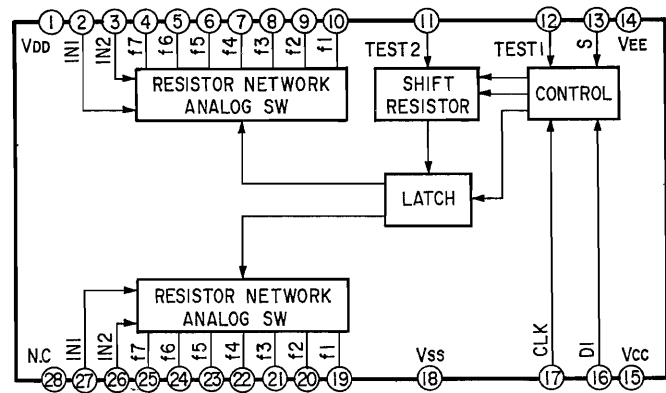 1 2 3 4 5 6 7 8 9 10 11 12 13 14
VDD IN1 IN2 f7 f6 f5 f4 f3 f2 f1 TEST2 TEST1 S VEE
RESISTOR NETWORK
ANALOG SW
SHIFT
RESISTOR
CONTROL
LATCH
RESISTOR NETWORK
ANALOG SW
N.C IN1 IN2 f7 f6 f5 f4 f3 f2 f1 VSS CLK DI VCC
28 27 26 25 24 23 22 21 20 19 18 17 16 15